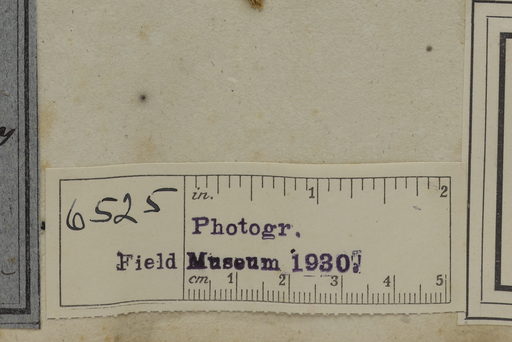 6525
in. 1 2
Photogr.
Field Museum 1930.
cm. 1 2 3 4 5
y